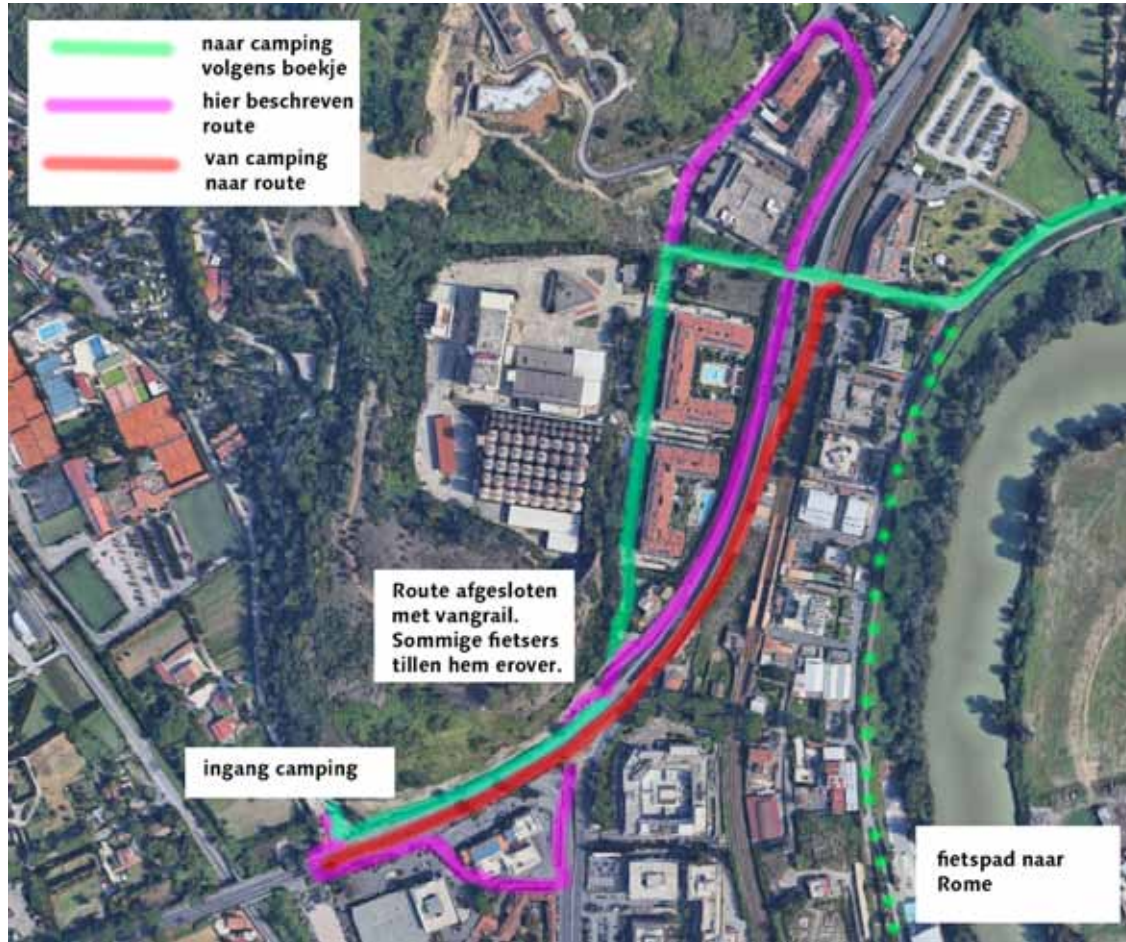 naar camping
volgens boekje
hier beschreven
route
van camping
naar route
Route afgesloten
met vangrail.
Sommige fietsers
tillen hem erover.
ingang camping
fietspad naar
Rome